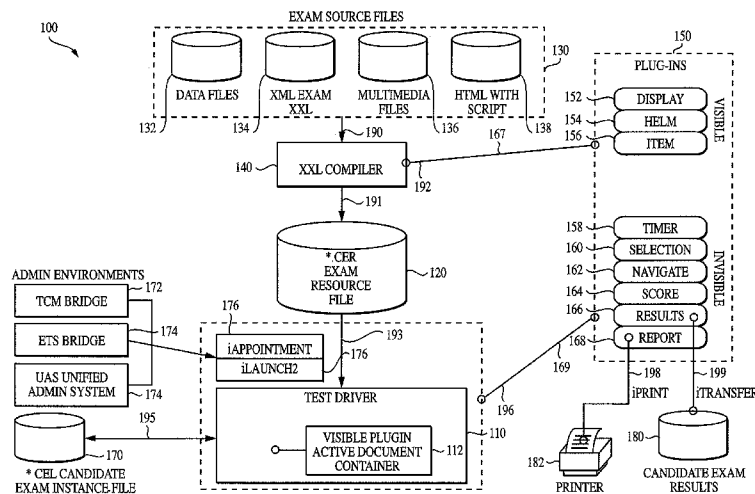 EXAM SOURCE FILES
100
130
DATA FILES
XML EXAM
XXL
MULTIMEDIA
FILES
HTML WITH
SCRIPT
132
134
136
138
190
167
140
XXL COMPILER
192
191
*.CER
EXAM
RESOURCE
FILE
120
193
150
PLUG-INS
152
DISPLAY
154
HELM
156
ITEM
VISIBLE
158
TIMER
160
SELECTION
162
NAVIGATE
164
SCORE
166
RESULTS
168
REPORT
INVISIBLE
ADMIN ENVIRONMENTS
172
TCM BRIDGE
174
ETS BRIDGE
UAS UNIFIED
ADMIN SYSTEM
174
176
iAPPOINTMENT
iLAUNCH2
176
TEST DRIVER
110
VISIBLE PLUGIN
ACTIVE DOCUMENT
CONTAINER
112
195
170
*.CEL CANDIDATE
EXAM INSTANCE-FILE
169
196
198
iPRINT
199
iTRANSFER
182
PRINTER
180
CANDIDATE EXAM
RESULTS